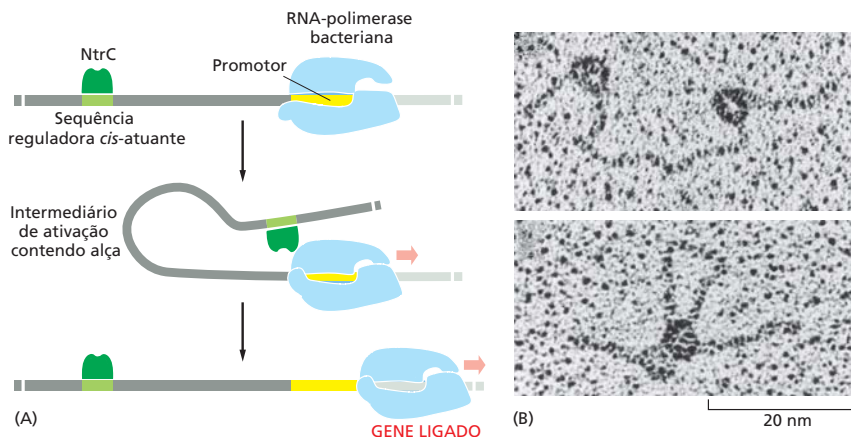 RNA-polimerase
bacteriana
NtrC
Promotor
Sequência
reguladora cis-atuante
Intermediário
de ativação
contendo alça
(A)
GENE LIGADO
(B)
20 nm